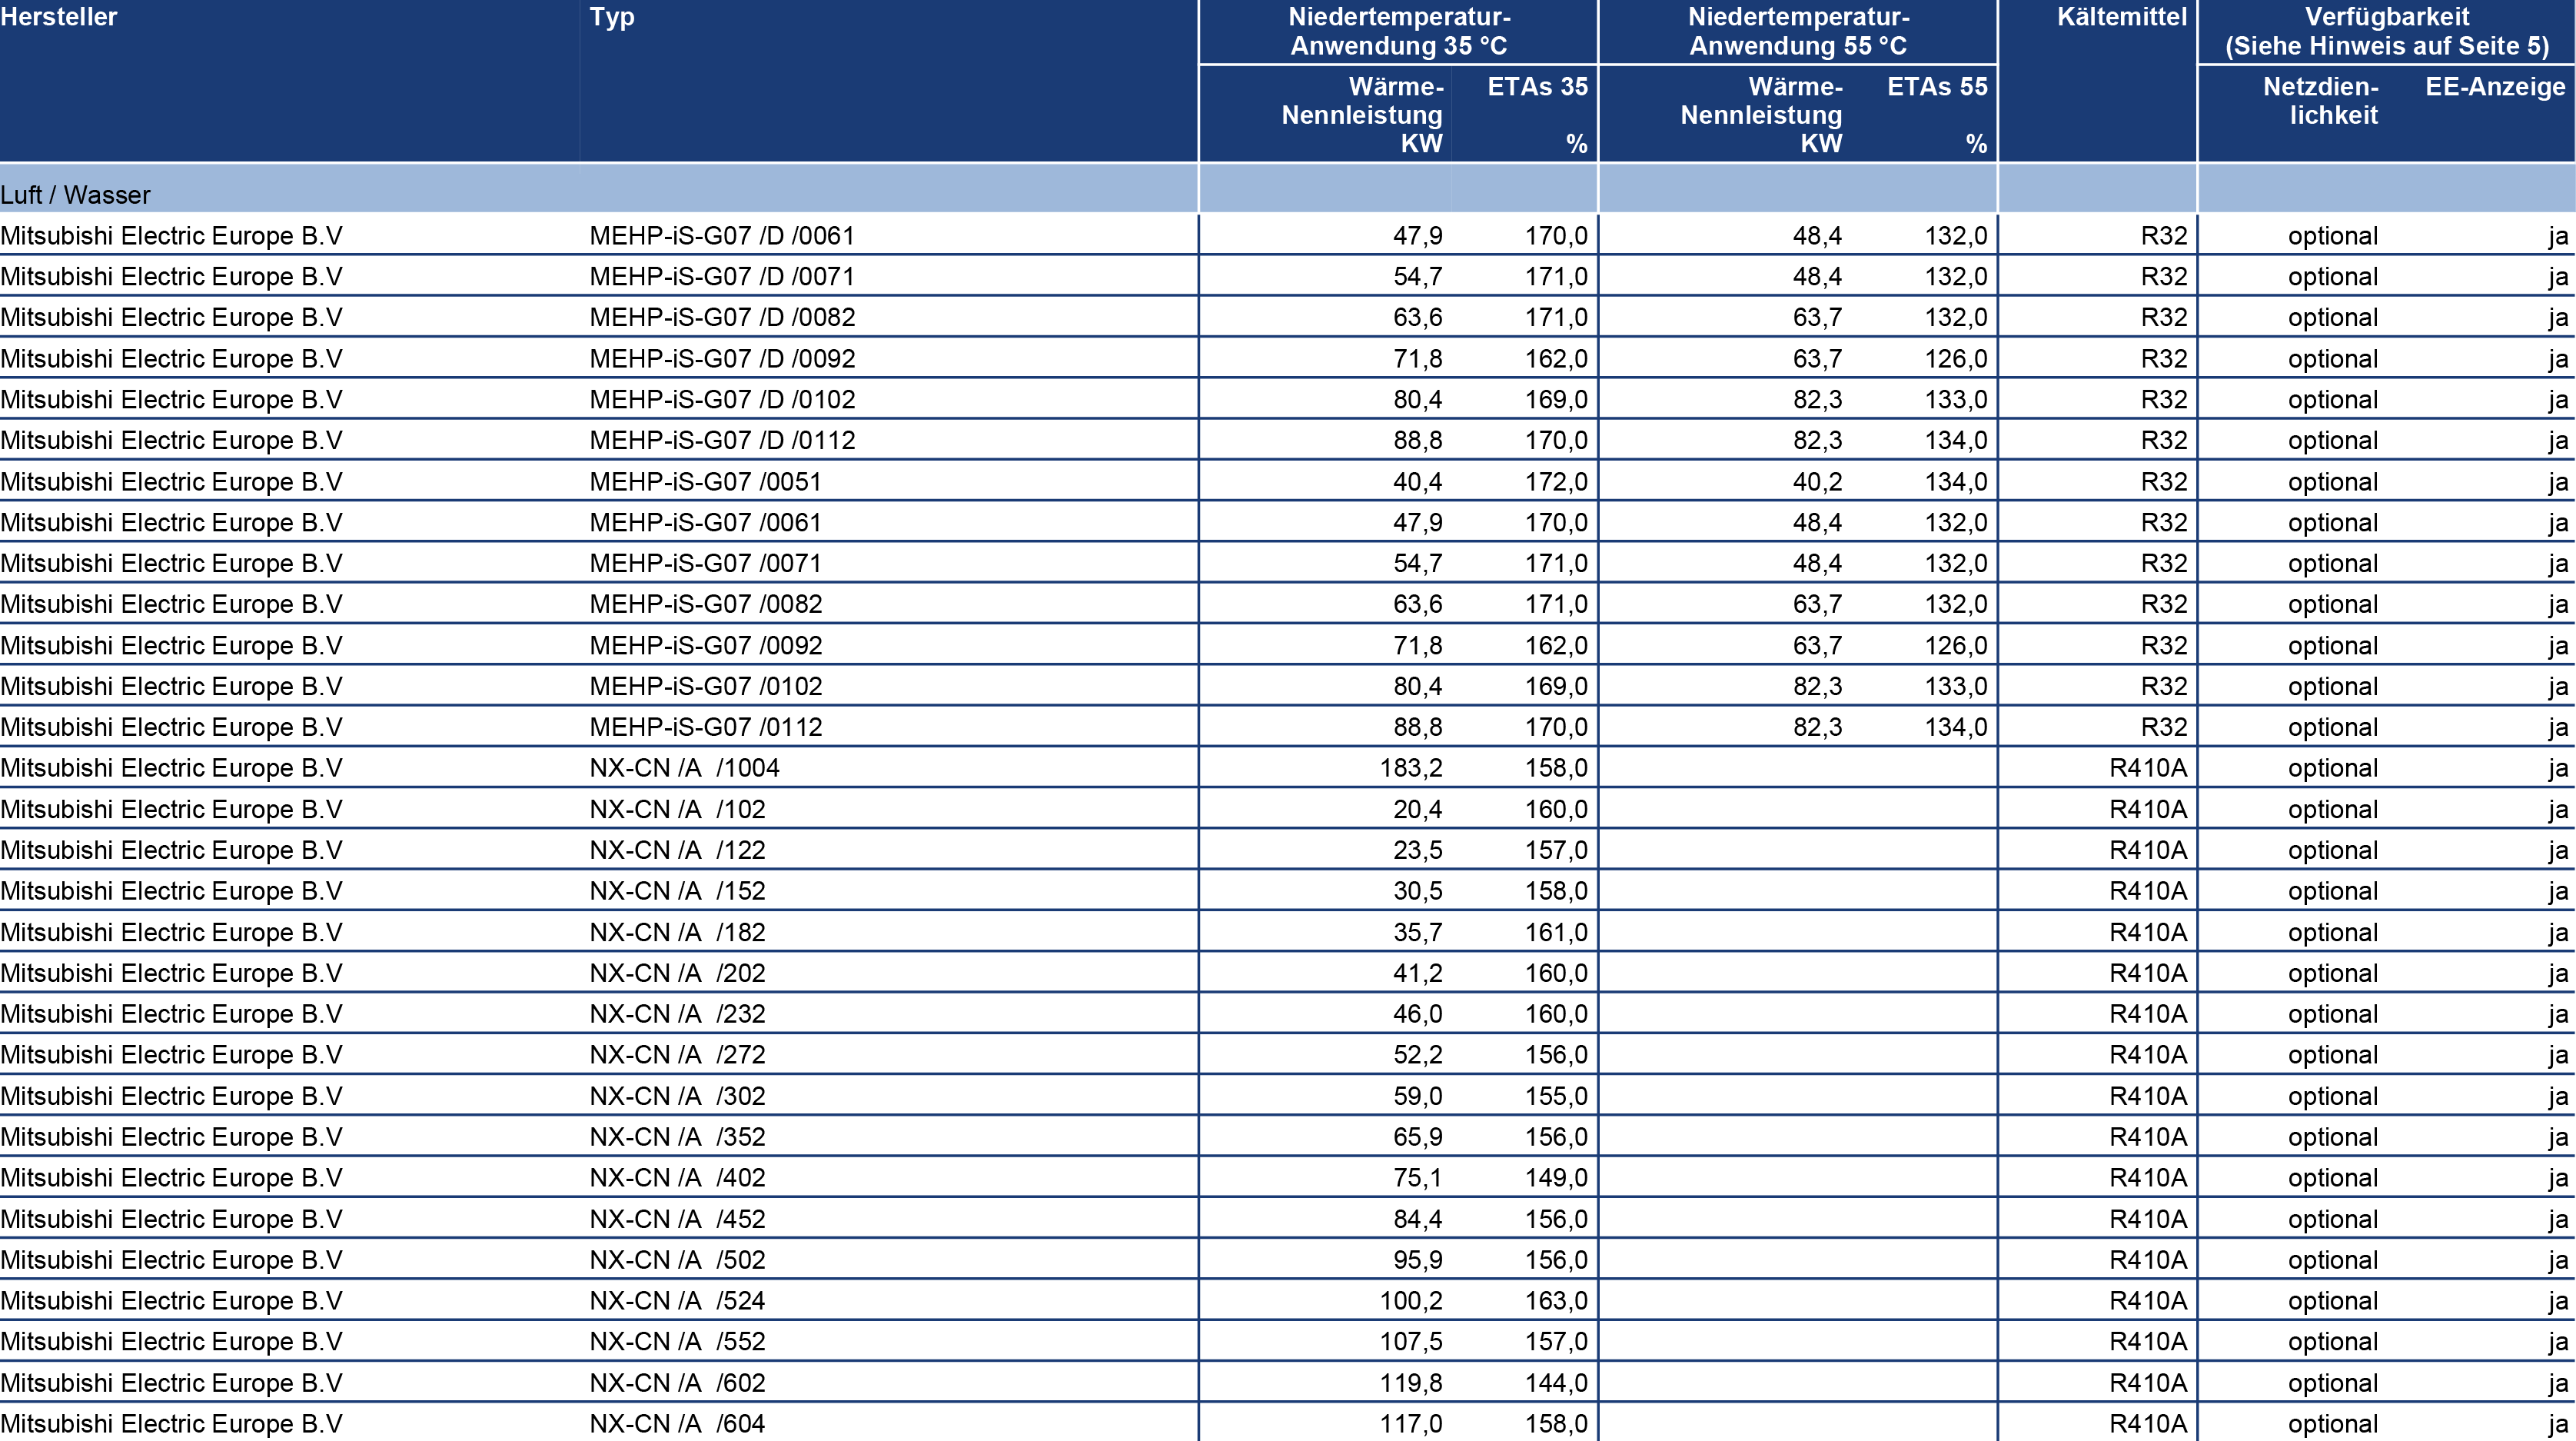 Hersteller Typ Niedertemperatur- Niedertemperatur- Kältemittel Verfügbarkeit
Anwendung 35 °C Anwendung 55 °C (Siehe Hinweis auf Seite 5)
Wärme- ETAs 35 Wärme- ETAs 55 Netzdien- EE-Anzeige
Nennleistung Nennleistung lichkeit
KW % KW %
Luft / Wasser
Mitsubishi Electric Europe B.V MEHP-iS-G07 /D /0061 47,9 170,0 48,4 132,0 R32 optional ja
Mitsubishi Electric Europe B.V MEHP-iS-G07 /D /0071 54,7 171,0 48,4 132,0 R32 optional ja
Mitsubishi Electric Europe B.V MEHP-iS-G07 /D /0082 63,6 171,0 63,7 132,0 R32 optional ja
Mitsubishi Electric Europe B.V MEHP-iS-G07 /D /0092 71,8 162,0 63,7 126,0 R32 optional ja
Mitsubishi Electric Europe B.V MEHP-iS-G07 /D /0102 80,4 169,0 82,3 133,0 R32 optional ja
Mitsubishi Electric Europe B.V MEHP-iS-G07 /D /0112 88,8 170,0 82,3 134,0 R32 optional ja
Mitsubishi Electric Europe B.V MEHP-iS-G07 /0051 40,4 172,0 40,2 134,0 R32 optional ja
Mitsubishi Electric Europe B.V MEHP-iS-G07 /0061 47,9 170,0 48,4 132,0 R32 optional ja
Mitsubishi Electric Europe B.V MEHP-iS-G07 /0071 54,7 171,0 48,4 132,0 R32 optional ja
Mitsubishi Electric Europe B.V MEHP-iS-G07 /0082 63,6 171,0 63,7 132,0 R32 optional ja
Mitsubishi Electric Europe B.V MEHP-iS-G07 /0092 71,8 162,0 63,7 126,0 R32 optional ja
Mitsubishi Electric Europe B.V MEHP-iS-G07 /0102 80,4 169,0 82,3 133,0 R32 optional ja
Mitsubishi Electric Europe B.V MEHP-iS-G07 /0112 88,8 170,0 82,3 134,0 R32 optional ja
Mitsubishi Electric Europe B.V NX-CN /A /1004 183,2 158,0 R410A optional ja
Mitsubishi Electric Europe B.V NX-CN /A /102 20,4 160,0 R410A optional ja
Mitsubishi Electric Europe B.V NX-CN /A /122 23,5 157,0 R410A optional ja
Mitsubishi Electric Europe B.V NX-CN /A /152 30,5 158,0 R410A optional ja
Mitsubishi Electric Europe B.V NX-CN /A /182 35,7 161,0 R410A optional ja
Mitsubishi Electric Europe B.V NX-CN /A /202 41,2 160,0 R410A optional ja
Mitsubishi Electric Europe B.V NX-CN /A /232 46,0 160,0 R410A optional ja
Mitsubishi Electric Europe B.V NX-CN /A /272 52,2 156,0 R410A optional ja
Mitsubishi Electric Europe B.V NX-CN /A /302 59,0 155,0 R410A optional ja
Mitsubishi Electric Europe B.V NX-CN /A /352 65,9 156,0 R410A optional ja
Mitsubishi Electric Europe B.V NX-CN /A /402 75,1 149,0 R410A optional ja
Mitsubishi Electric Europe B.V NX-CN /A /452 84,4 156,0 R410A optional ja
Mitsubishi Electric Europe B.V NX-CN /A /502 95,9 156,0 R410A optional ja
Mitsubishi Electric Europe B.V NX-CN /A /524 100,2 163,0 R410A optional ja
Mitsubishi Electric Europe B.V NX-CN /A /552 107,5 157,0 R410A optional ja
Mitsubishi Electric Europe B.V NX-CN /A /602 119,8 144,0 R410A optional ja
Mitsubishi Electric Europe B.V NX-CN /A /604 117,0 158,0 R410A optional ja